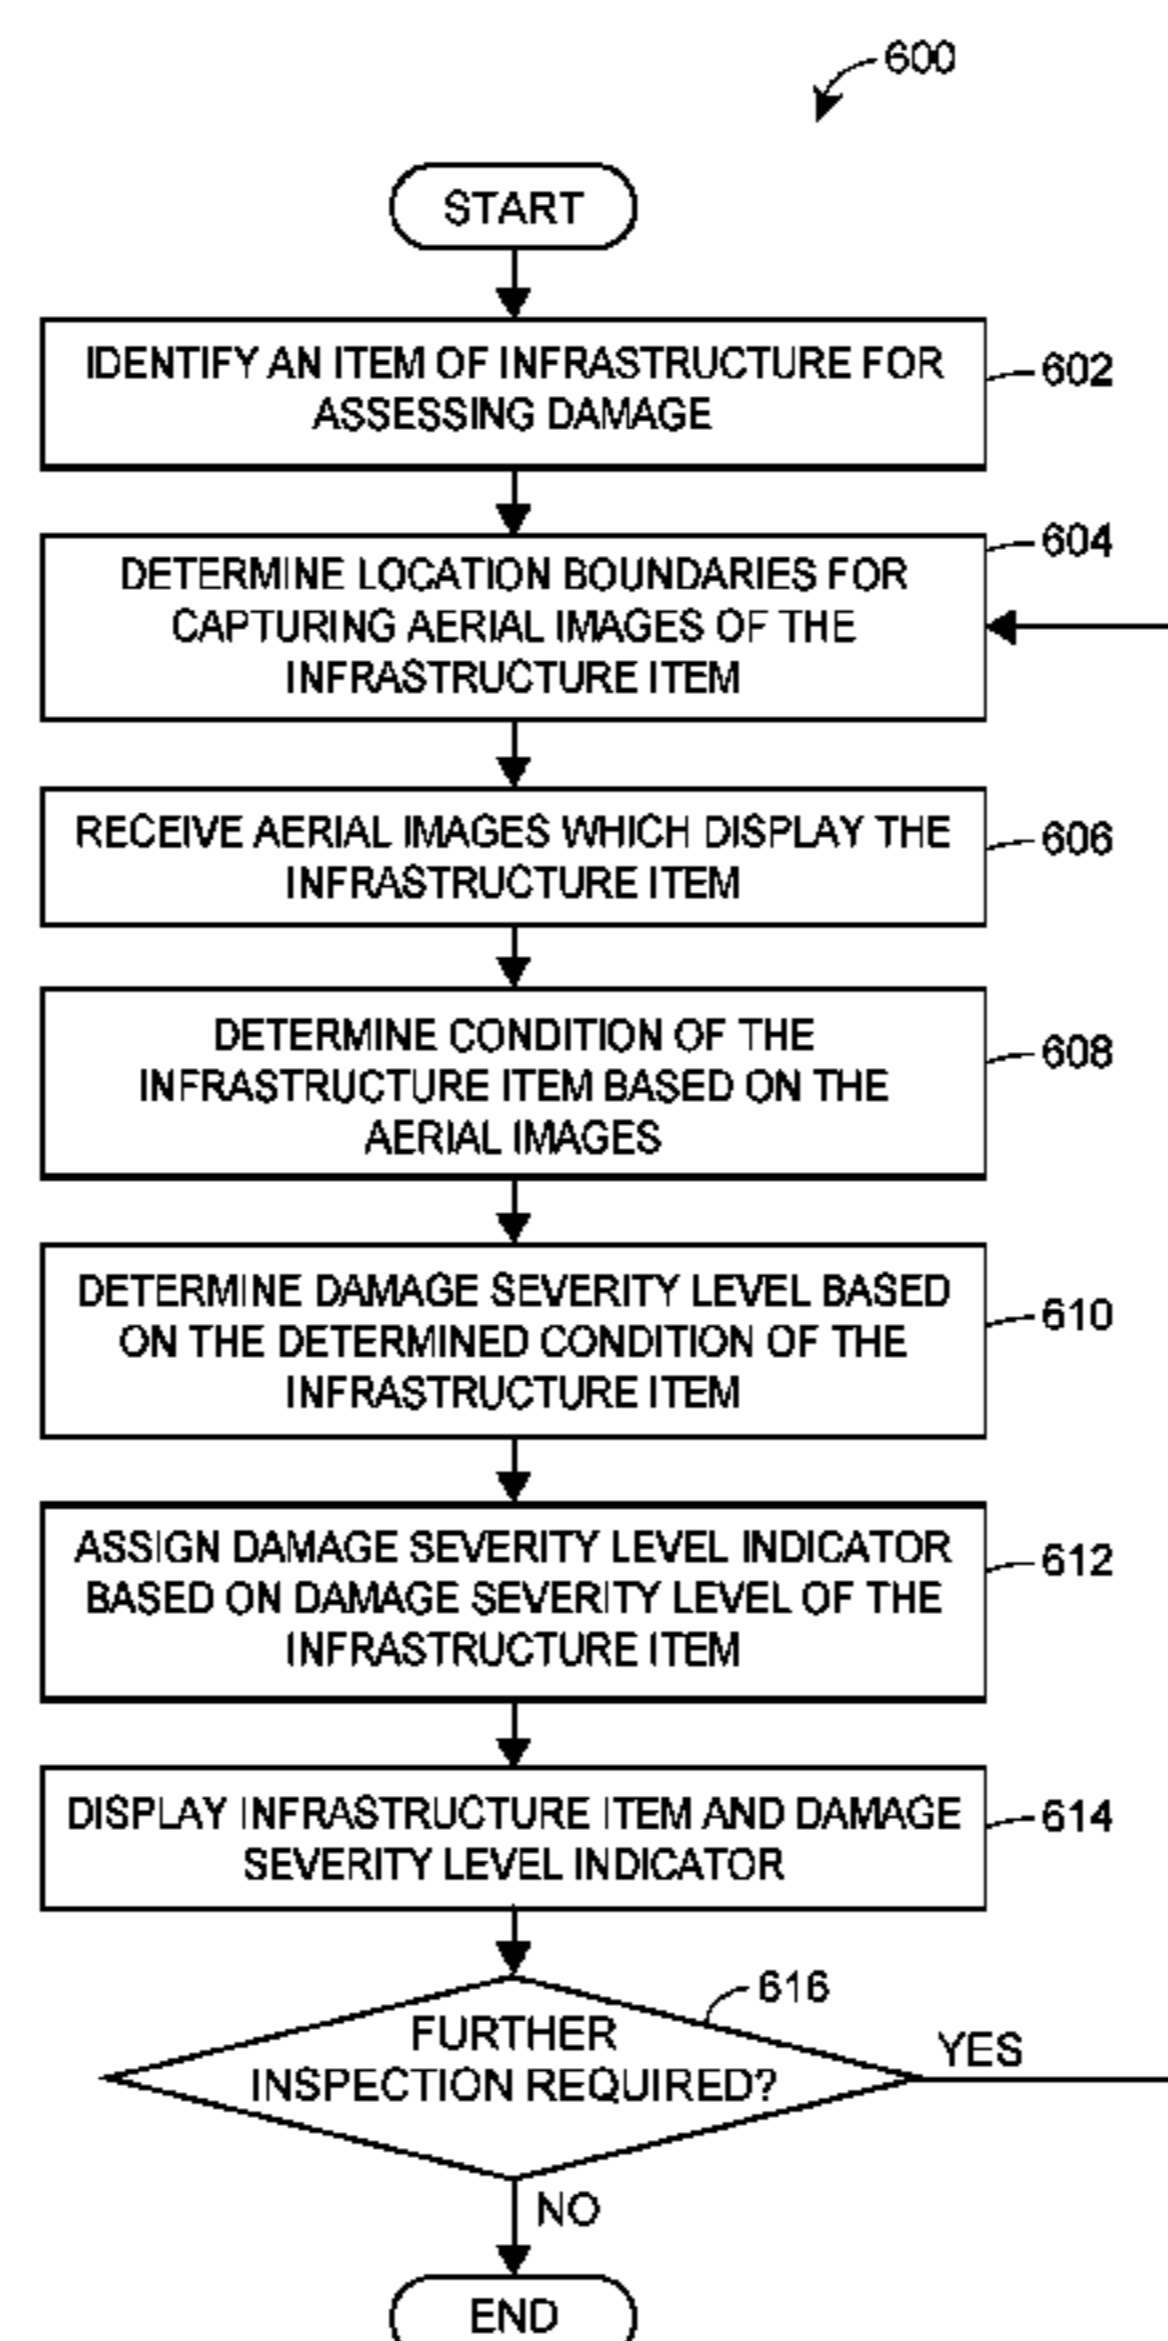 600
START
IDENTIFY AN ITEM OF INFRASTRUCTURE FOR
ASSESSING DAMAGE
602
DETERMINE LOCATION BOUNDARIES FOR
CAPTURING AERIAL IMAGES OF THE
INFRASTRUCTURE ITEM
604
RECEIVE AERIAL IMAGES WHICH DISPLAY THE
INFRASTRUCTURE ITEM
606
DETERMINE CONDITION OF THE
INFRASTRUCTURE ITEM BASED ON THE
AERIAL IMAGES
608
DETERMINE DAMAGE SEVERITY LEVEL BASED
ON THE DETERMINED CONDITION OF THE
INFRASTRUCTURE ITEM
610
ASSIGN DAMAGE SEVERITY LEVEL INDICATOR
BASED ON DAMAGE SEVERITY LEVEL OF THE
INFRASTRUCTURE ITEM
612
DISPLAY INFRASTRUCTURE ITEM AND DAMAGE
SEVERITY LEVEL INDICATOR
614
616
FURTHER
INSPECTION REQUIRED?
YES
NO
END